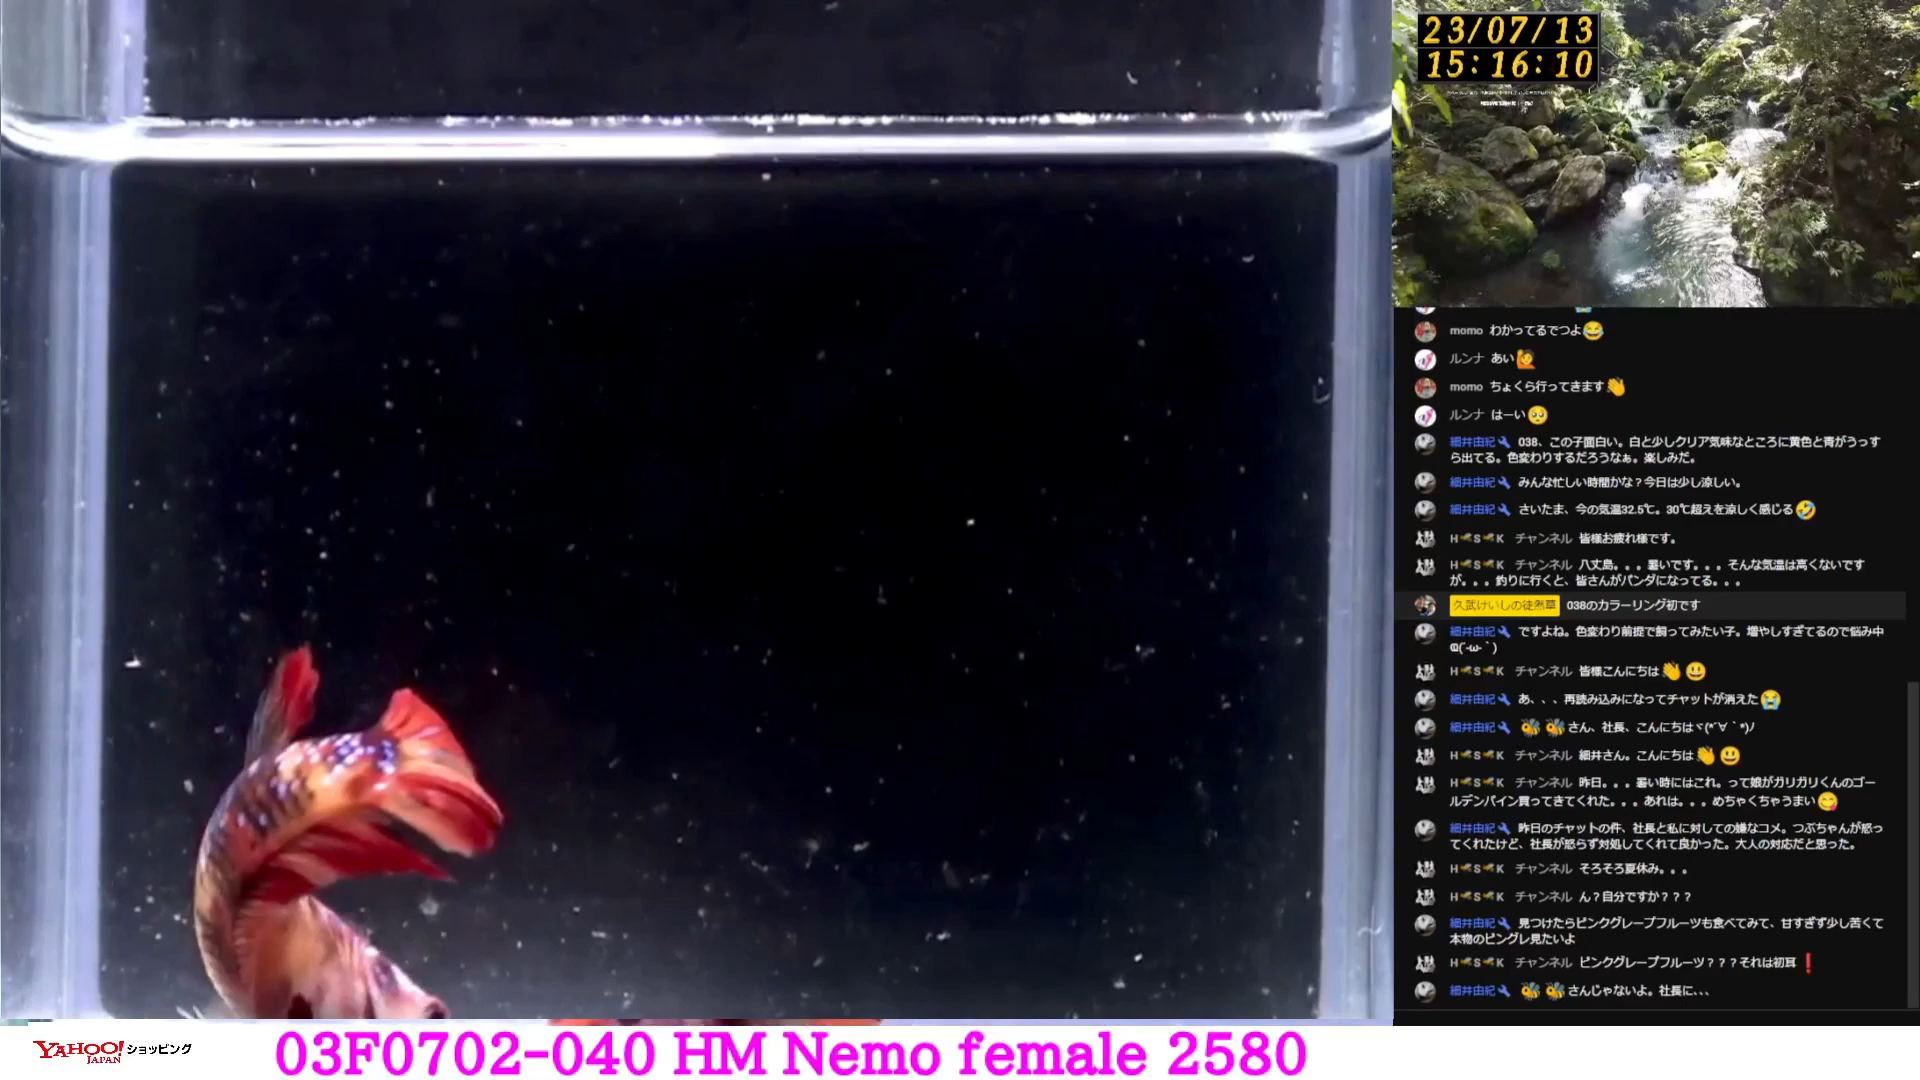 23/07/13
15:16:10
momo わかってるでつよ😂
ルンナ あい🙋
momo ちょくら行ってきます👋
ルンナ はーい🥺
細井由紀🔧 038、この子面白い。白と少しクリア気味なところに黄色と青がうっす
ら出てる。色変わりするだろうなぁ。楽しみだ。
細井由紀🔧 みんな忙しい時間かな？今日は少し涼しい。
細井由紀🔧 さいたま、今の気温32.5℃。30℃超えを涼しく感じる🤣
H🐝S🐝K チャンネル 皆様お疲れ様です。
H🐝S🐝K チャンネル 八丈島。。。暑いです。。。そんな気温は高くないです
が。。。釣りに行くと、皆さんがパンダになってる。。。
久武けいしの徒然草 038のカラーリング初です
細井由紀🔧 ですよね。色変わり前提で飼ってみたい子。増やしすぎてるので悩み中
ω(´-ω-｀)
H🐝S🐝K チャンネル 皆様こんにちは👋😃
細井由紀🔧 あ、、、再読み込みになってチャットが消えた😭
細井由紀🔧 🐝🐝さん、社長、こんにちはヾ(*´∀｀*)ﾉ
H🐝S🐝K チャンネル 細井さん。こんにちは👋😃
H🐝S🐝K チャンネル 昨日。。。暑い時にはこれ。って娘がガリガリくんのゴー
ルデンパイン買ってきてくれた。。。あれは。。。めちゃくちゃうまい😋
細井由紀🔧 昨日のチャットの件、社長と私に対しての嫌なコメ。つぶちゃんが怒っ
てくれたけど、社長が怒らず対処してくれて良かった。大人の対応だと思った。
H🐝S🐝K チャンネル そろそろ夏休み。。。
H🐝S🐝K チャンネル ん？自分ですか？？？
細井由紀🔧 見つけたらピンクグレープフルーツも食べてみて、甘すぎず少し苦くて
本物のピングレ見たいよ
H🐝S🐝K チャンネル ピンクグレープフルーツ？？？それは初耳❗
細井由紀🔧 🐝🐝さんじゃないよ。社長に、、、
YAHOO! JAPAN ショッピング
03F0702-040 HM Nemo female 2580